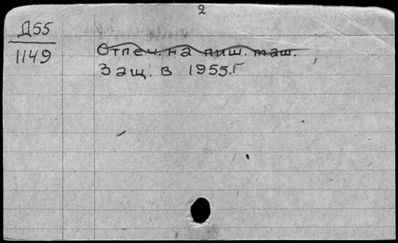 2
Д55
1149
Отпеч. на пиш. маш.
Защ. в 1955.г